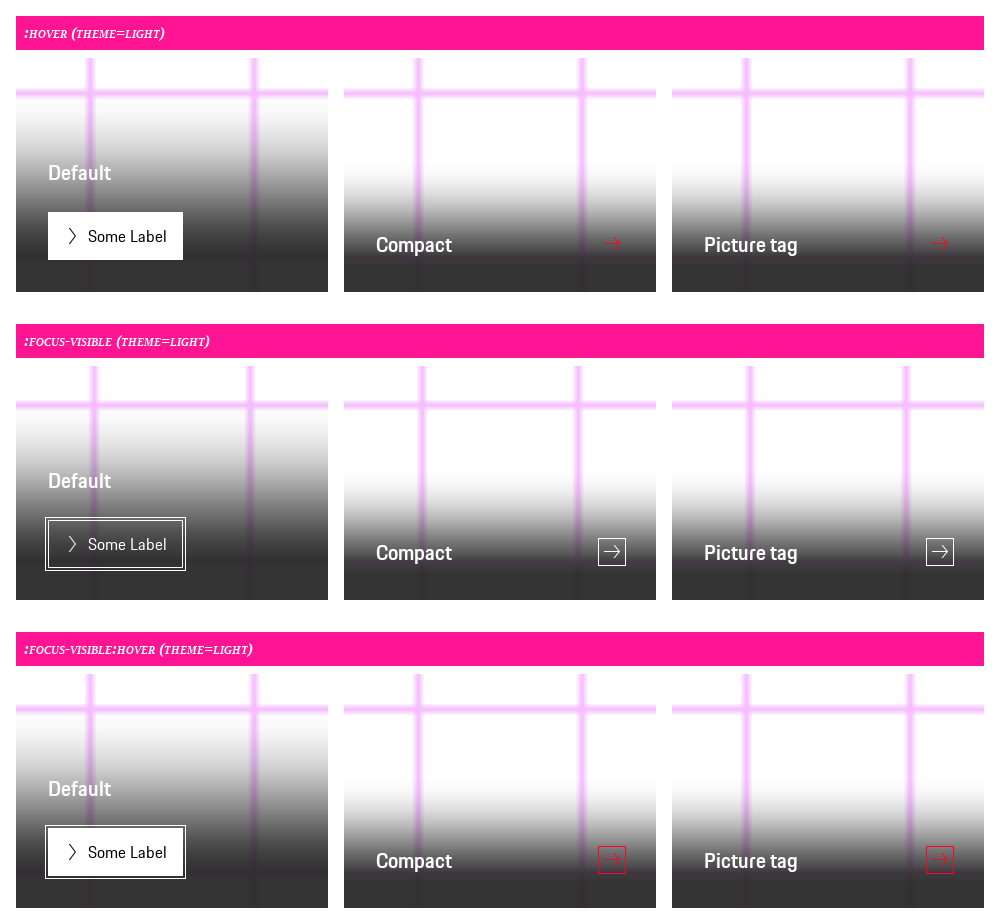 :hover (theme=light)
Default
Some Label
Compact
Picture tag
:focus-visible (theme=light)
Default
Some Label
Compact
Picture tag
:focus-visible:hover (theme=light)
Default
Some Label
Compact
Picture tag